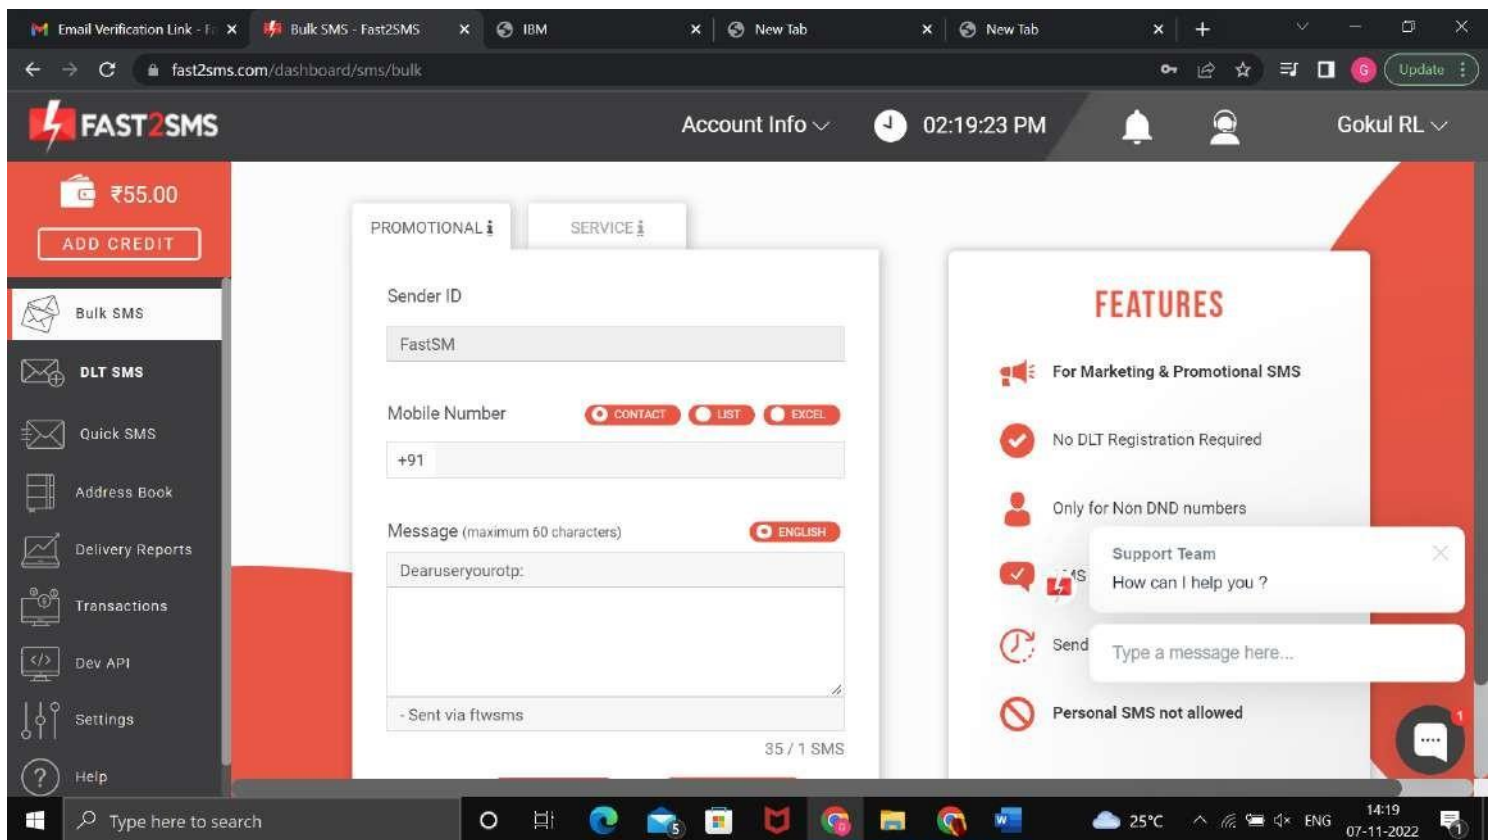 Email Verification Link - Fa
Bulk SMS - Fast2SMS
IBM
New Tab
New Tab
fast2sms.com/dashboard/sms/bulk
G
Update
FAST2SMS
Account Info
02:19:23 PM
Gokul RL
₹55.00
ADD CREDIT
Bulk SMS
DLT SMS
Quick SMS
Address Book
Delivery Reports
Transactions
Dev API
Settings
Help
PROMOTIONAL
SERVICE
Sender ID
FastSM
Mobile Number
CONTACT
LIST
EXCEL
+91
Message (maximum 60 characters)
ENGLISH
Dearuseryourotp:
- Sent via ftwsms
35 / 1 SMS
FEATURES
For Marketing & Promotional SMS
No DLT Registration Required
Only for Non DND numbers
Send
Personal SMS not allowed
Support Team
How can I help you ?
Type a message here...
1
Type here to search
5
25°C
ENG
14:19
07-11-2022
1